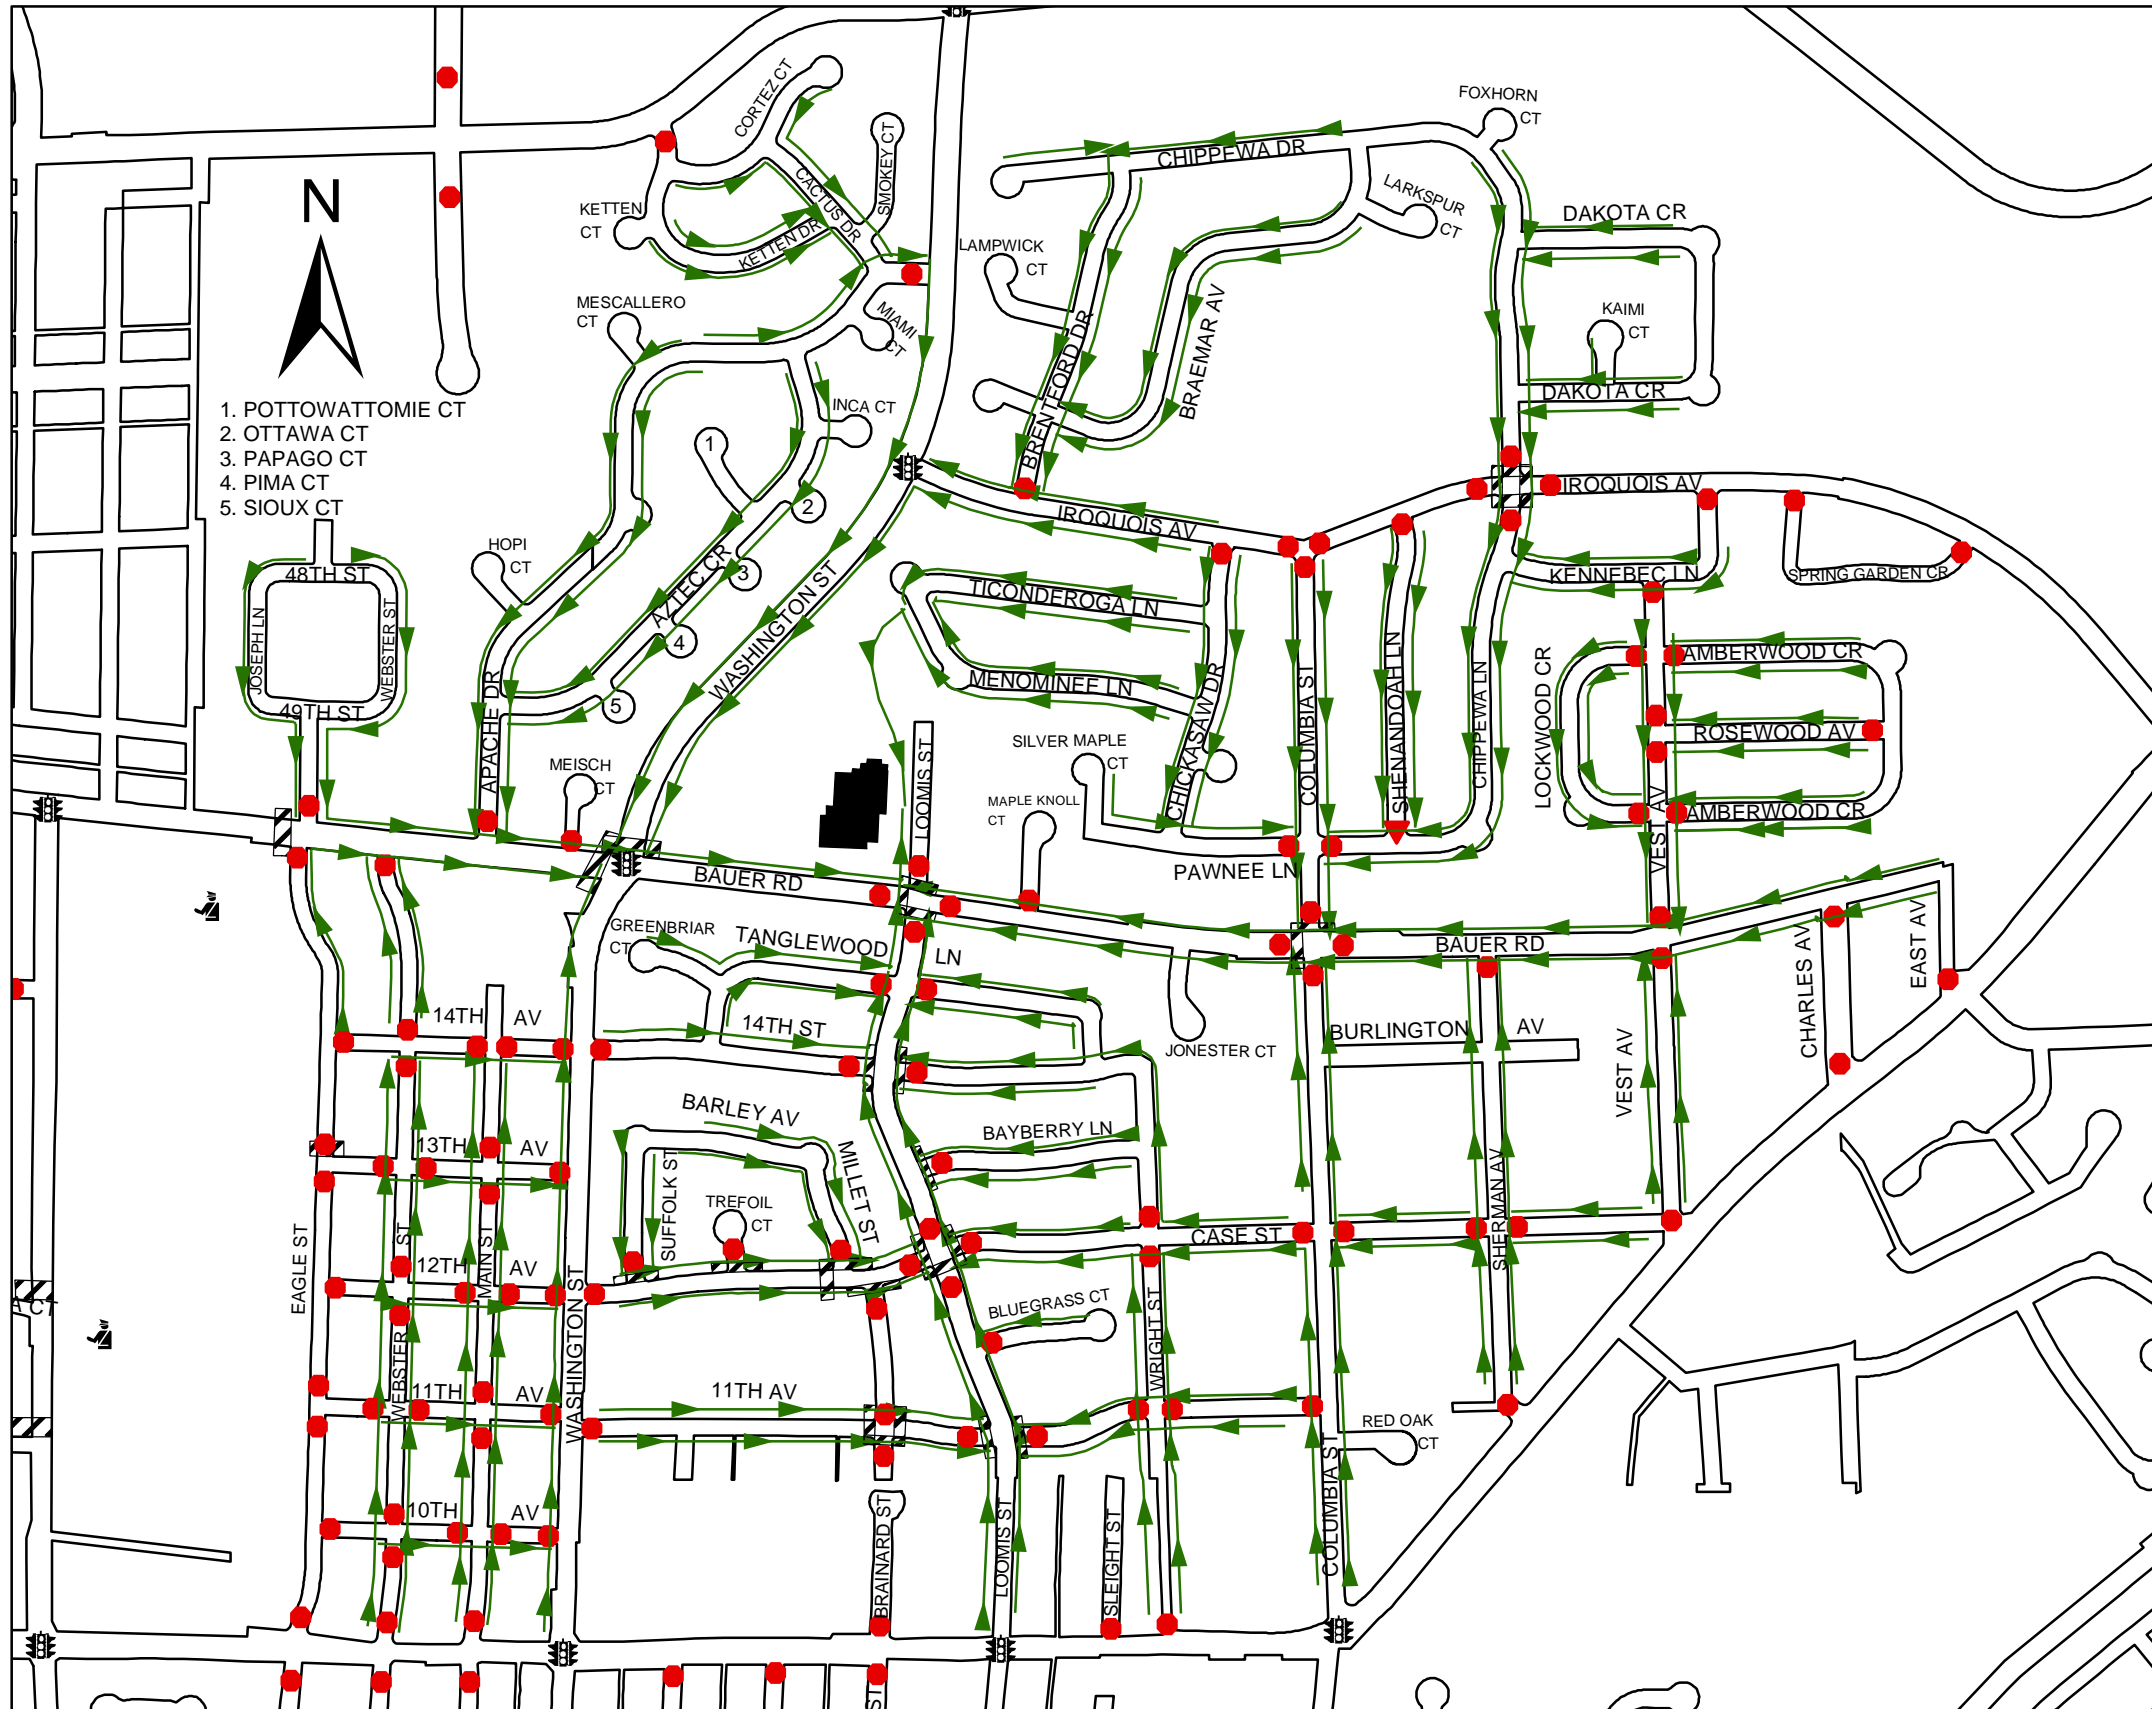 CORTEZ CT
FOXHORN
CT
SMOKEY CT
CHIPPEWA DR
N
KETTEN
CT
CACTUS DR
KETTEN DR
LARKSPUR
CT
DAKOTA CR
LAMPWICK
CT
MESCALLERO
CT
MIAMI
CT
KAIMI
CT
BRENTFORD DR
BRAEMAR AV
DAKOTA CR
1. POTTOWATTOMIE CT
2. OTTAWA CT
3. PAPAGO CT
4. PIMA CT
5. SIOUX CT
INCA CT
1
2
3
4
5
IROQUOIS AV
IROQUOIS AV
HOPI
CT
48TH ST
JOSEPH LN
WEBSTER ST
49TH ST
AZTEC CR
WASHINGTON ST
TICONDEROGA LN
MENOMINEE LN
KENNEBEC LN
SPRING GARDEN CR
APACHE DR
CHICKASAW DR
COLUMBIA ST
SHENANDOAH LN
CHIPPEWA LN
LOCKWOOD CR
AMBERWOOD CR
ROSEWOOD AV
AMBERWOOD CR
VEST AV
MEISCH
CT
SILVER MAPLE
CT
MAPLE KNOLL
CT
LOOMIS ST
PAWNEE LN
BAUER RD
BAUER RD
GREENBRIAR
CT
TANGLEWOOD
LN
CHARLES AV
EAST AV
14TH
AV
14TH ST
JONESTER CT
BURLINGTON
AV
VEST AV
BARLEY AV
BAYBERRY LN
13TH
AV
MILLET ST
SUFFOLK ST
TREFOIL
CT
SHERMAN AV
CASE ST
EAGLE ST
WEBSTER
ST
MAIN ST
12TH
AV
WASHINGTON ST
A CT
BLUEGRASS CT
WRIGHT ST
11TH
AV
11TH AV
RED OAK
CT
COLUMBIA ST
10TH
AV
BRAINARD ST
LOOMIS ST
SLEIGHT ST
ST